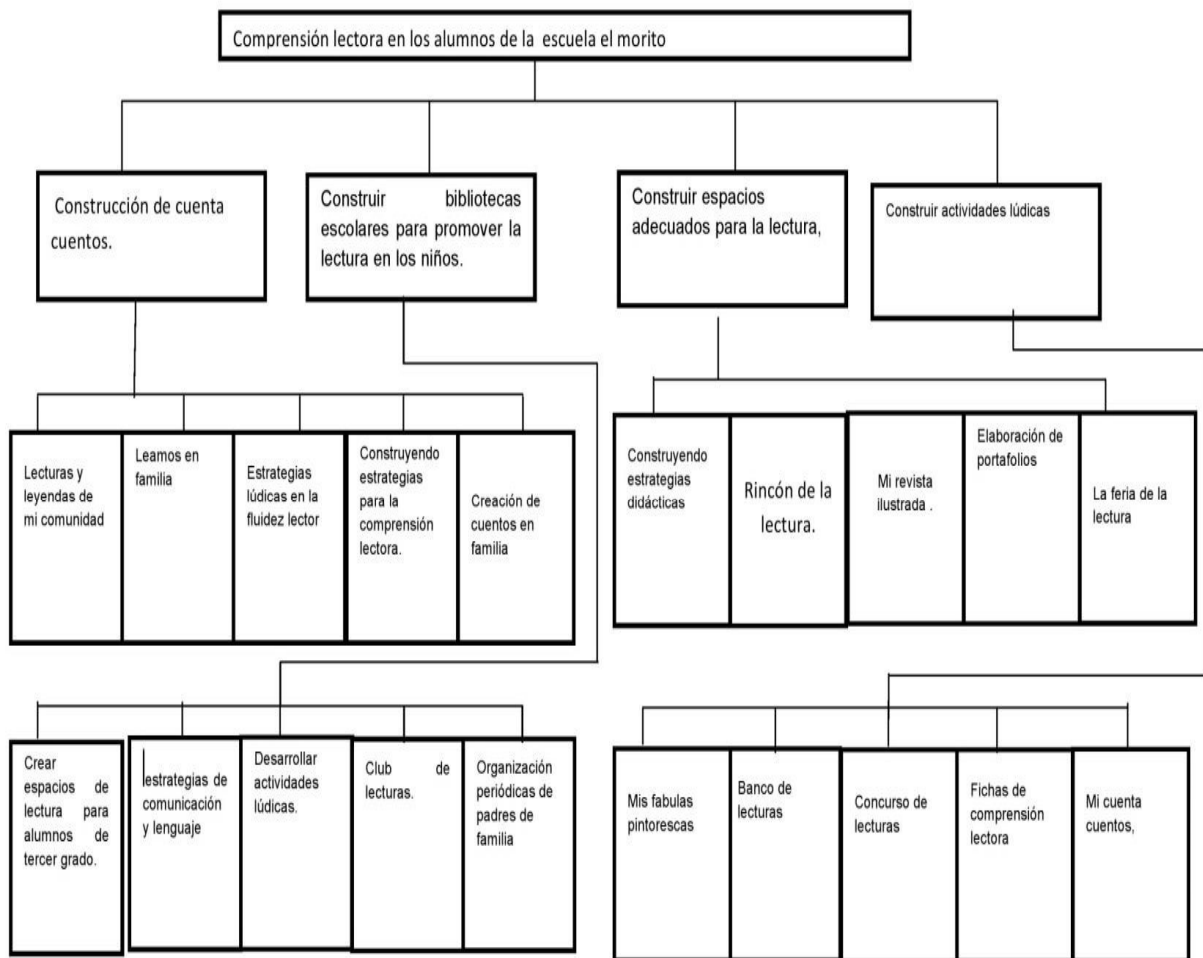 Comprensión lectora en los alumnos de la escuela el morito
Construcción de cuenta
cuentos.
Construir bibliotecas
escolares para promover la
lectura en los niños.
Construir espacios
adecuados para la lectura,
Construir actividades lúdicas
Lecturas y
leyendas de
mi comunidad
Leamos en
familia
Estrategias
lúdicas en la
fluidez lector
Construyendo
estrategias
para la
comprensión
lectora.
Creación de
cuentos en
familia
Construyendo
estrategias
didácticas
Rincón de la
lectura.
Mi revista
ilustrada .
Elaboración de
portafolios
La feria de la
lectura
Crear
espacios de
lectura para
alumnos de
tercer grado.
estrategias de
comunicación
y lenguaje
Desarrollar
actividades
lúdicas.
Club de
lecturas.
Organización
periódicas de
padres de
familia
Mis fabulas
pintorescas
Banco de
lecturas
Concurso de
lecturas
Fichas de
comprensión
lectora
Mi cuenta
cuentos,